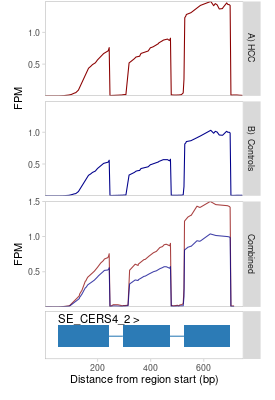 1.0
0.5
A) HCC
FPM
1.0
0.5
B) Controls
1.5
1.0
0.5
FPM
Combined
SE_CERS4_2 >
200 400 600
Distance from region start (bp)